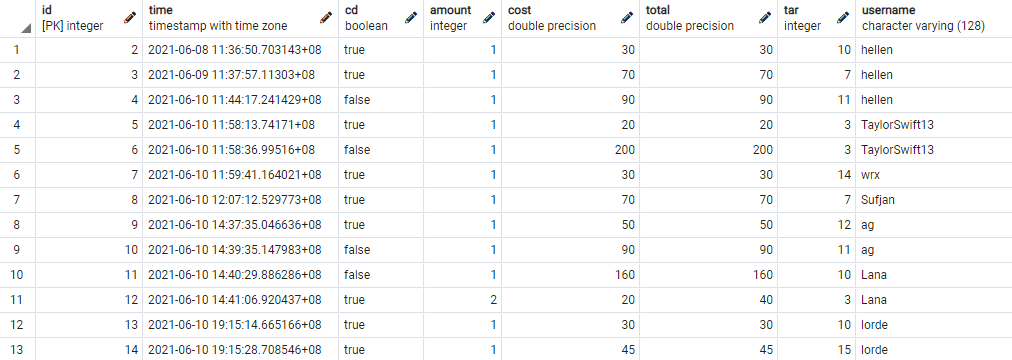 id time cd amount cost total tar username
[PK] integer timestamp with time zone boolean integer double precision double precision integer character varying (128)
1 2 2021-06-08 11:36:50.703143+08 true 1 30 30 10 hellen
2 3 2021-06-09 11:37:57.11303+08 true 1 70 70 7 hellen
3 4 2021-06-10 11:44:17.241429+08 false 1 90 90 11 hellen
4 5 2021-06-10 11:58:13.74171+08 true 1 20 20 3 TaylorSwift13
5 6 2021-06-10 11:58:36.99516+08 false 1 200 200 3 TaylorSwift13
6 7 2021-06-10 11:59:41.164021+08 true 1 30 30 14 wrx
7 8 2021-06-10 12:07:12.529773+08 true 1 70 70 7 Sufjan
8 9 2021-06-10 14:37:35.046636+08 true 1 50 50 12 ag
9 10 2021-06-10 14:39:35.147983+08 false 1 90 90 11 ag
10 11 2021-06-10 14:40:29.886286+08 false 1 160 160 10 Lana
11 12 2021-06-10 14:41:06.920437+08 true 2 20 40 3 Lana
12 13 2021-06-10 19:15:14.665166+08 true 1 30 30 10 lorde
13 14 2021-06-10 19:15:28.708546+08 true 1 45 45 15 lorde